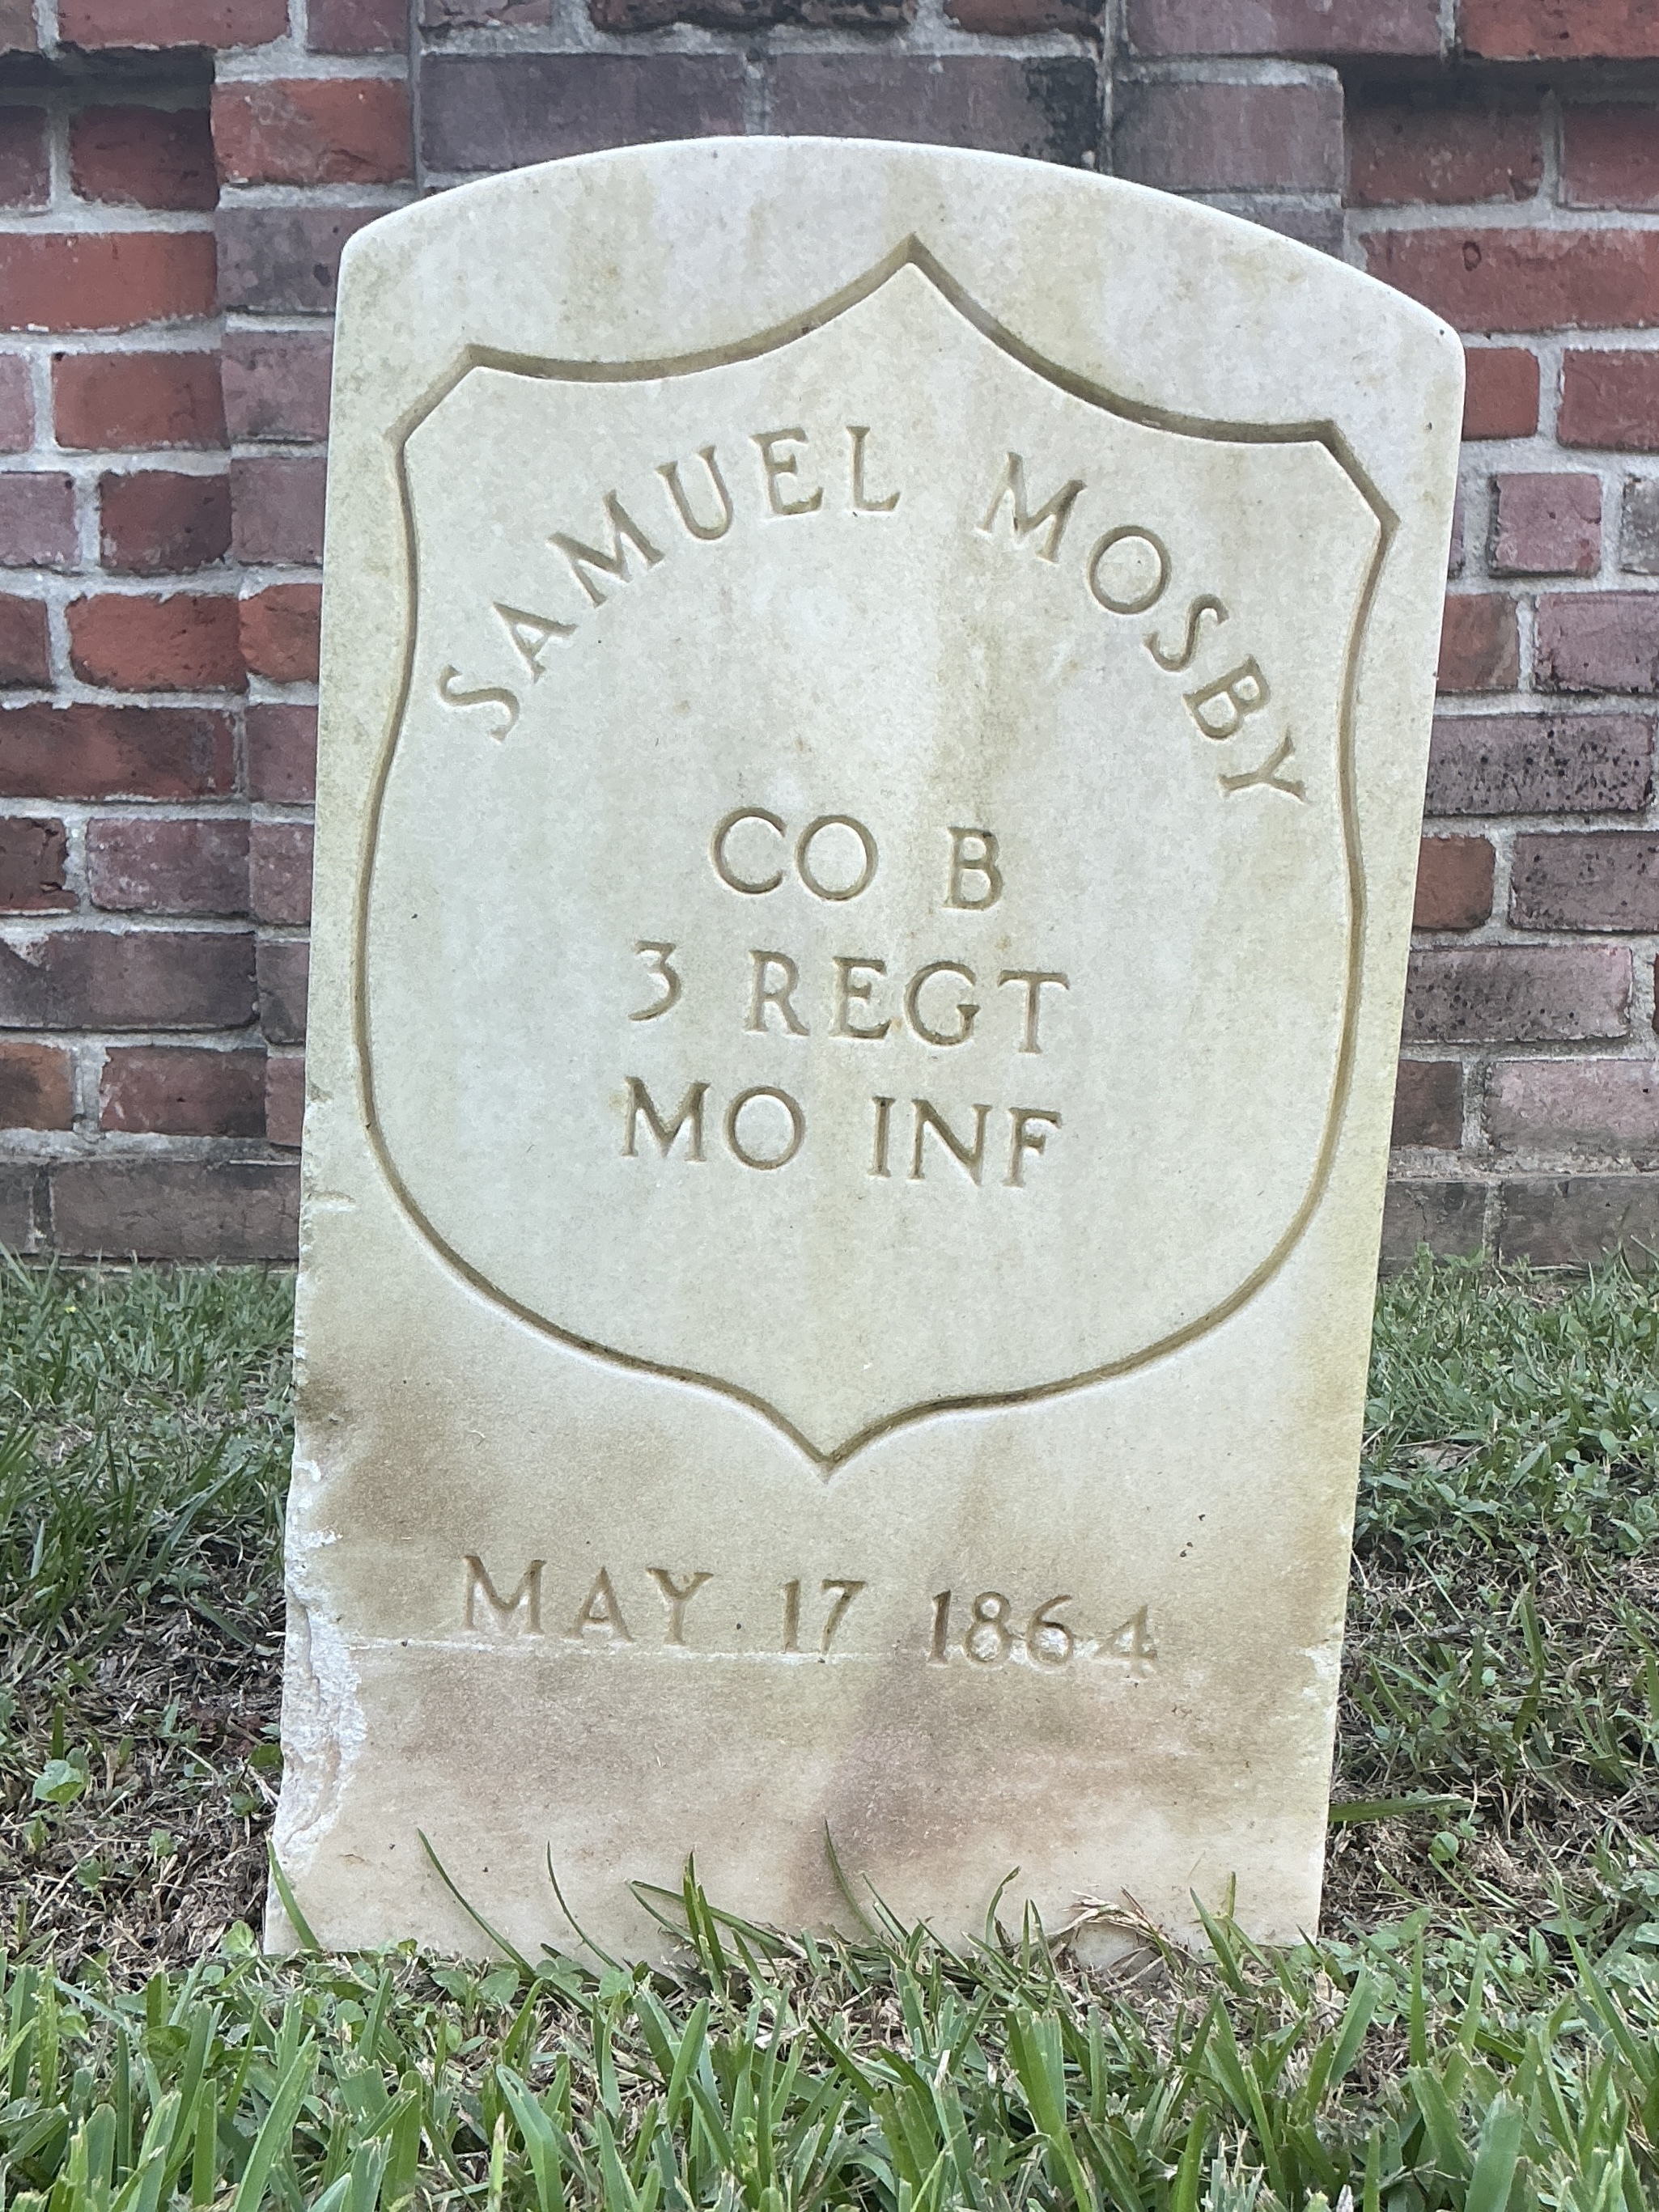 SAMUEL MOSBY
CO B
3 REGT
MO INF
MAY 17 1864